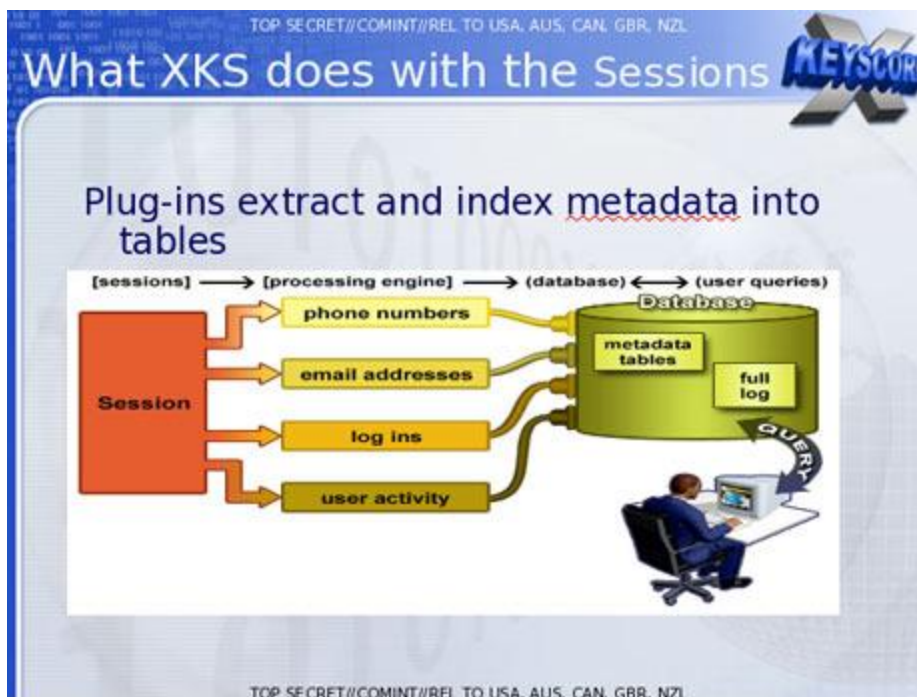 TOP SECRET//COMINT//REL TO USA, AUS, CAN, GBR, NZL
What XKS does with the Sessions
KEYSCOR
Plug-ins extract and index metadata into
tables
[sessions] → [processing engine] → (database) ↔ (user queries)
Database
phone numbers
metadata
tables
email addresses
full
log
Session
log ins
QUERY
user activity
TOP SECRET//COMINT//REL TO USA, AUS, CAN, GBR, NZL